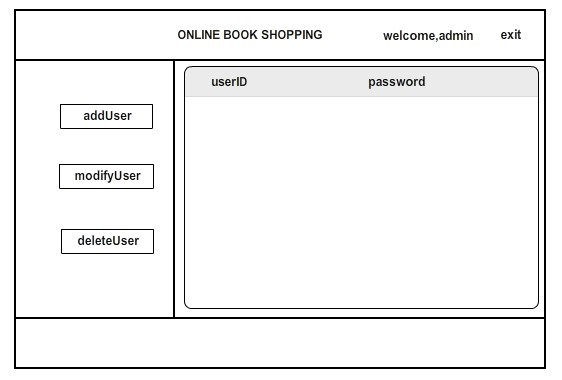 ONLINE BOOK SHOPPING welcome,admin exit
userID password
addUser
modifyUser
deleteUser